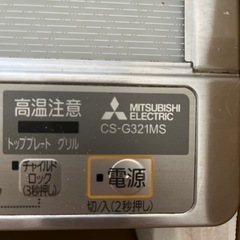 高温注意
トッププレート グリル
MITSUBISHI
ELECTRIC
CS-G321MS
チャイルド
ロック
(3秒押し)
電源
切/入(2秒押し)